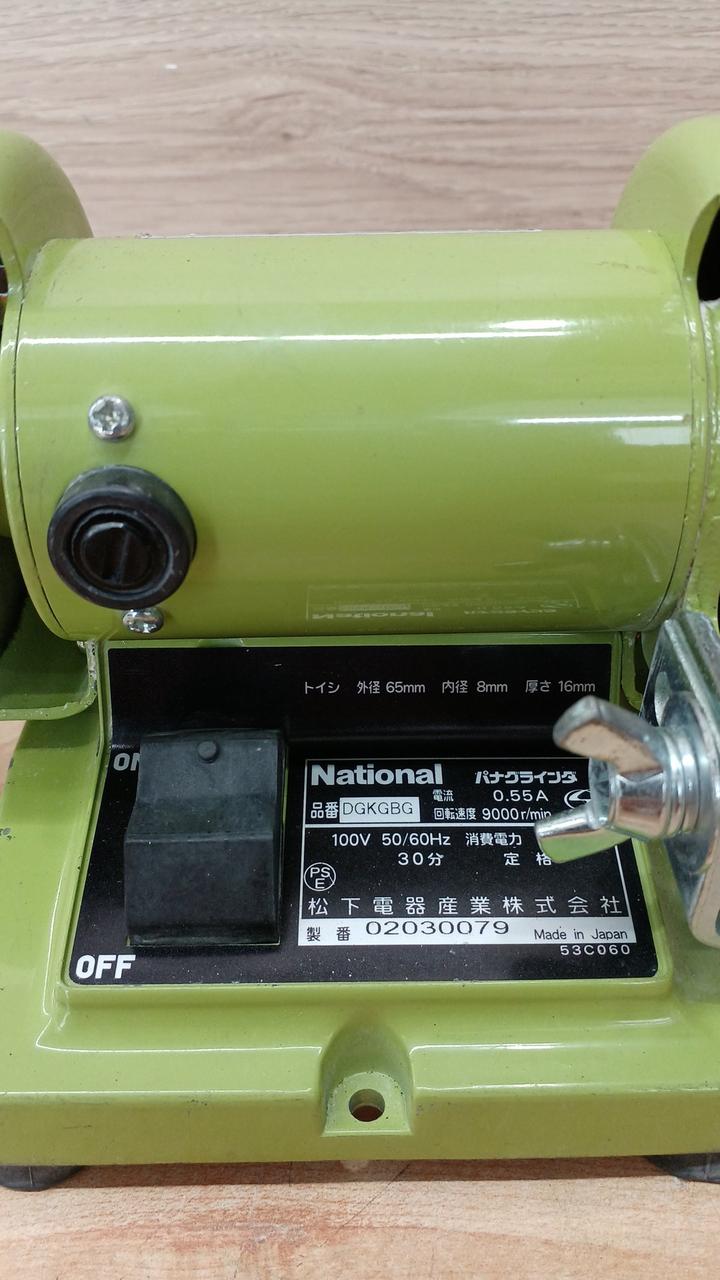 トイシ 外径 65mm 内径 8mm 厚さ 16mm
ON
National パナグラインダ
品番 DGKGBG 電流 0.55A
回転速度 9000r/min
100V 50/60Hz 消費電力
30分 定格
PS
E
松下電器産業株式会社
製番 02030079 Made in Japan
53C060
OFF